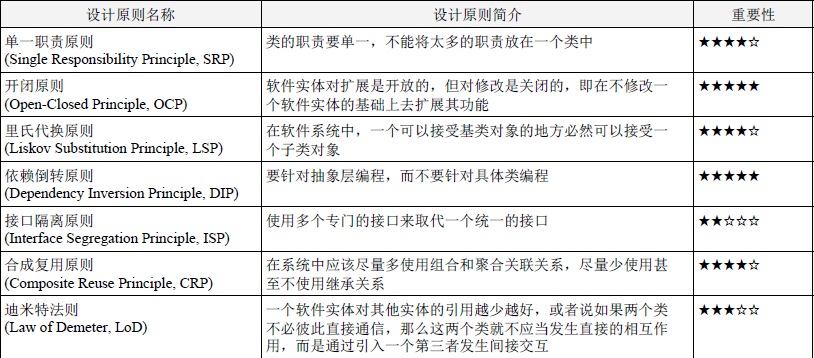 设计原则名称 设计原则简介 重要性
单一职责原则
(Single Responsibility Principle, SRP)
类的职责要单一，不能将太多的职责放在一个类中
★★★★☆
开闭原则
(Open-Closed Principle, OCP)
软件实体对扩展是开放的，但对修改是关闭的，即在不修改一
个软件实体的基础上去扩展其功能
★★★★★
里氏代换原则
(Liskov Substitution Principle, LSP)
在软件系统中，一个可以接受基类对象的地方必然可以接受一
个子类对象
★★★★☆
依赖倒转原则
(Dependency Inversion Principle, DIP)
要针对抽象层编程，而不要针对具体类编程
★★★★★
接口隔离原则
(Interface Segregation Principle, ISP)
使用多个专门的接口来取代一个统一的接口
★★☆☆☆
合成复用原则
(Composite Reuse Principle, CRP)
在系统中应该尽量多使用组合和聚合关联关系，尽量少使用甚
至不使用继承关系
★★★★☆
迪米特法则
(Law of Demeter, LoD)
一个软件实体对其他实体的引用越少越好，或者说如果两个类
不必彼此直接通信，那么这两个类就不应当发生直接的相互作
用，而是通过引入一个第三者发生间接交互
★★★☆☆